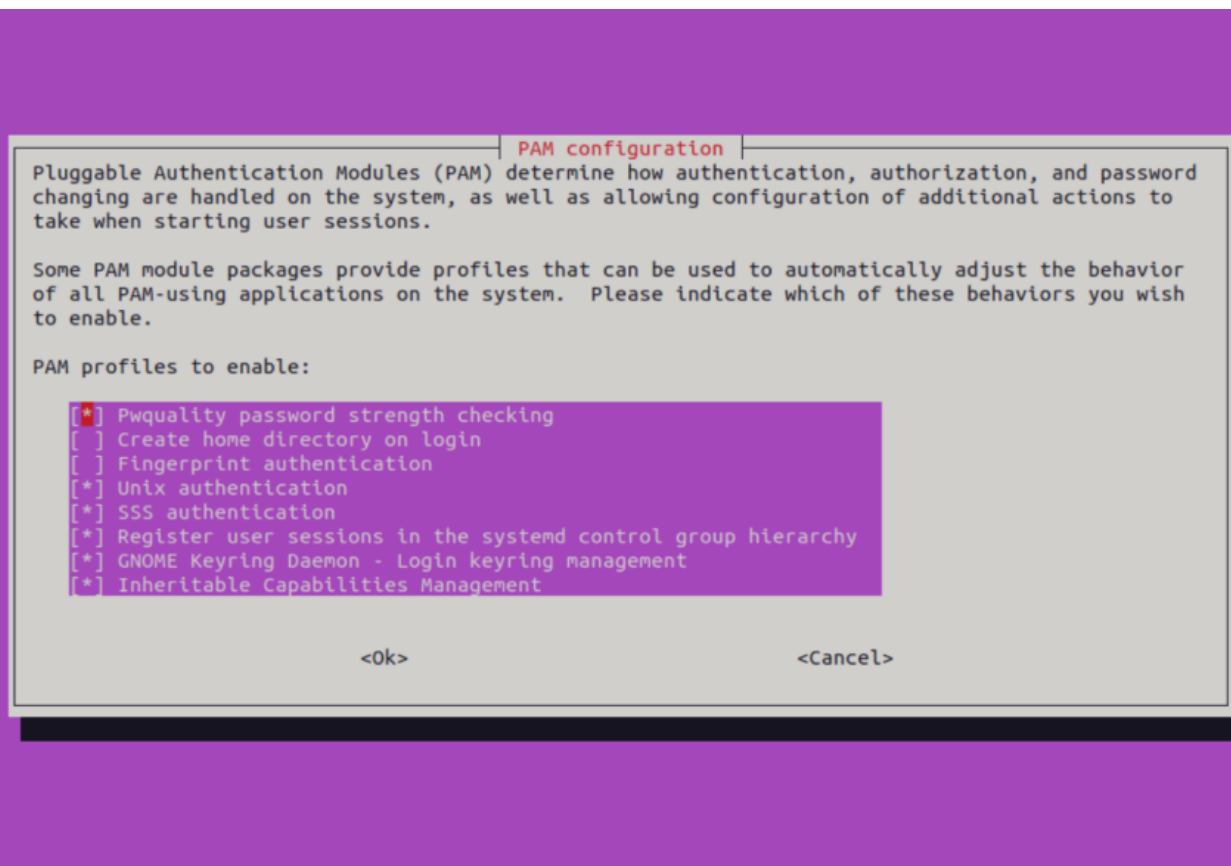 PAM configuration
Pluggable Authentication Modules (PAM) determine how authentication, authorization, and password
changing are handled on the system, as well as allowing configuration of additional actions to
take when starting user sessions.
Some PAM module packages provide profiles that can be used to automatically adjust the behavior
of all PAM-using applications on the system.  Please indicate which of these behaviors you wish
to enable.
PAM profiles to enable:
[*] Pwquality password strength checking
[ ] Create home directory on login
[ ] Fingerprint authentication
[*] Unix authentication
[*] SSS authentication
[*] Register user sessions in the systemd control group hierarchy
[*] GNOME Keyring Daemon - Login keyring management
[*] Inheritable Capabilities Management
<Ok> <Cancel>